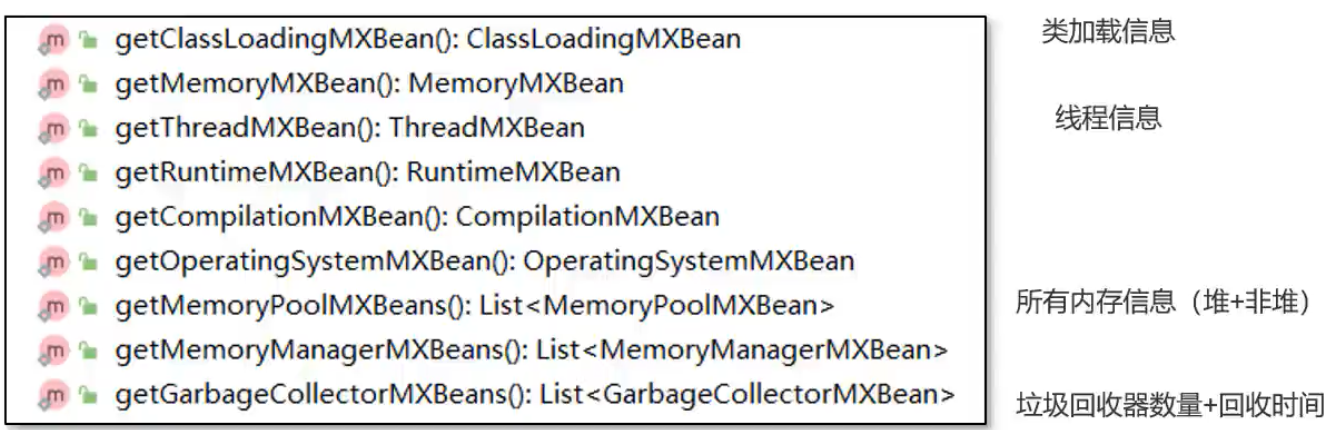 getClassLoadingMXBean(): ClassLoadingMXBean
类加载信息
getMemoryMXBean(): MemoryMXBean
getThreadMXBean(): ThreadMXBean
线程信息
getRuntimeMXBean(): RuntimeMXBean
getCompilationMXBean(): CompilationMXBean
getOperatingSystemMXBean(): OperatingSystemMXBean
getMemoryPoolMXBeans(): List<MemoryPoolMXBean>
所有内存信息（堆+非堆）
getMemoryManagerMXBeans(): List<MemoryManagerMXBean>
getGarbageCollectorMXBeans(): List<GarbageCollectorMXBean>
垃圾回收器数量+回收时间